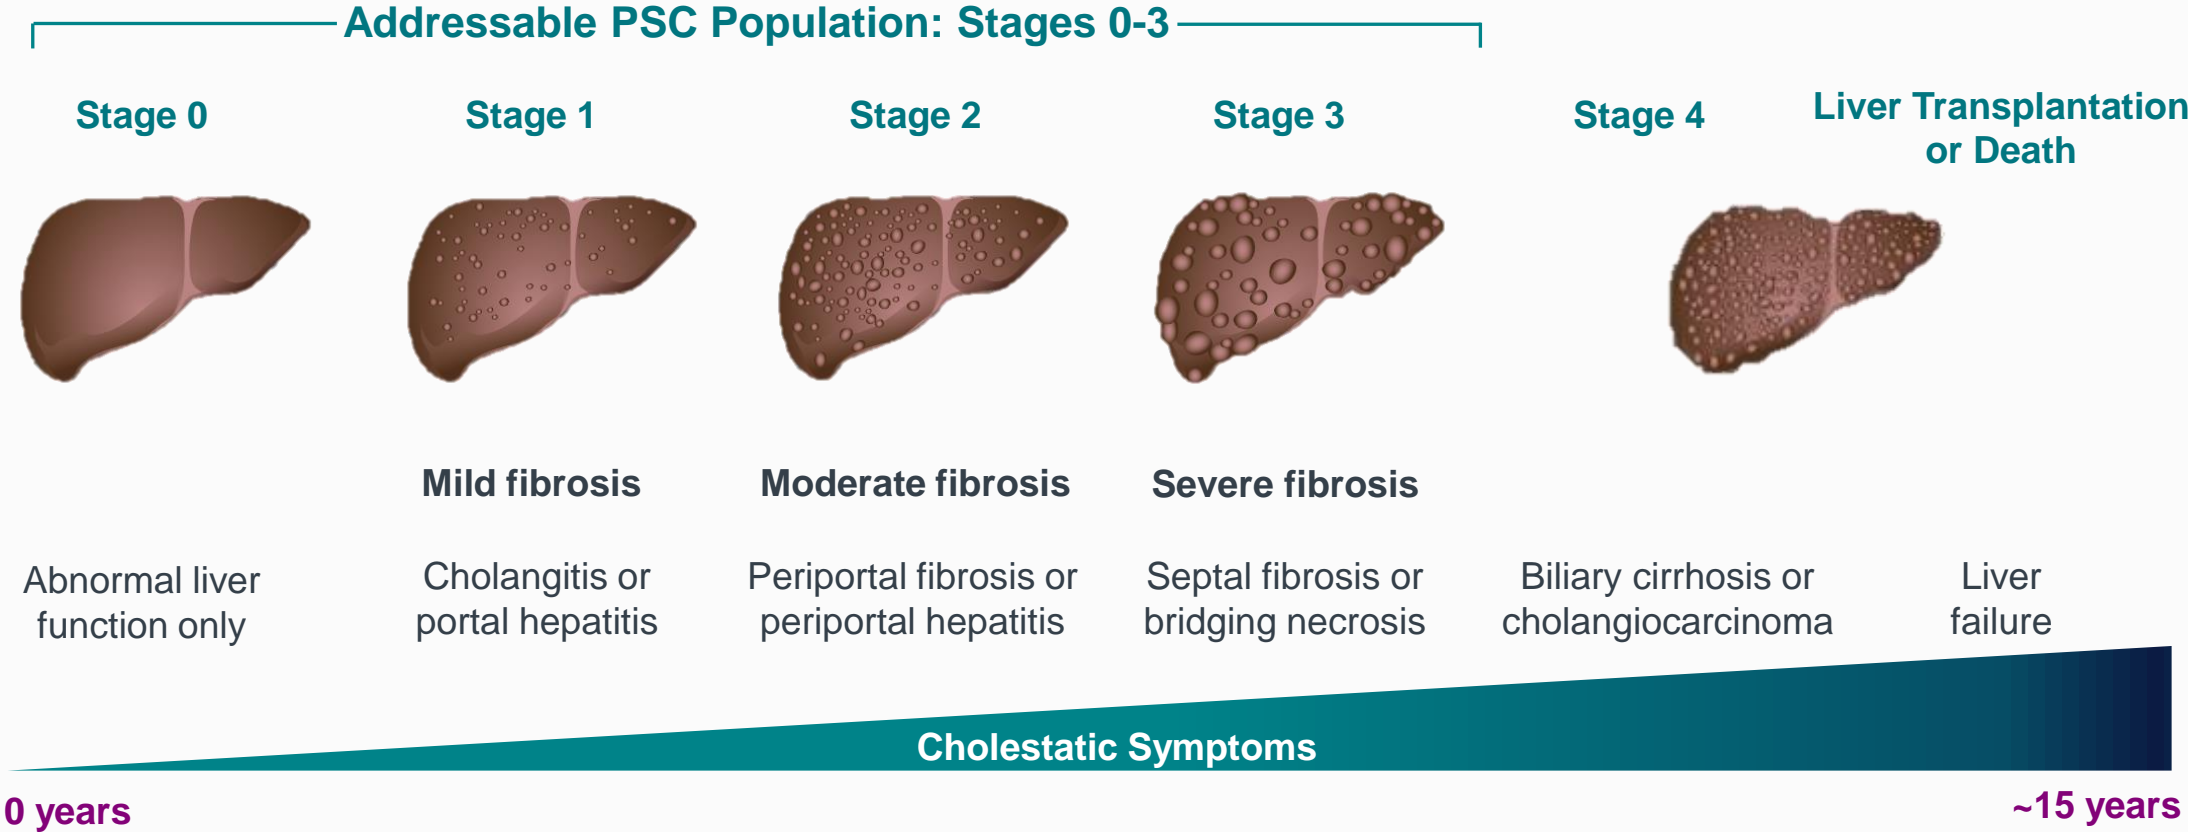 Addressable PSC Population: Stages 0-3
Stage 0
Stage 1
Stage 2
Stage 3
Stage 4
Liver Transplantation
or Death
Mild fibrosis
Moderate fibrosis
Severe fibrosis
Abnormal liver
function only
Cholangitis or
portal hepatitis
Periportal fibrosis or
periportal hepatitis
Septal fibrosis or
bridging necrosis
Biliary cirrhosis or
cholangiocarcinoma
Liver
failure
Cholestatic Symptoms
0 years
~15 years